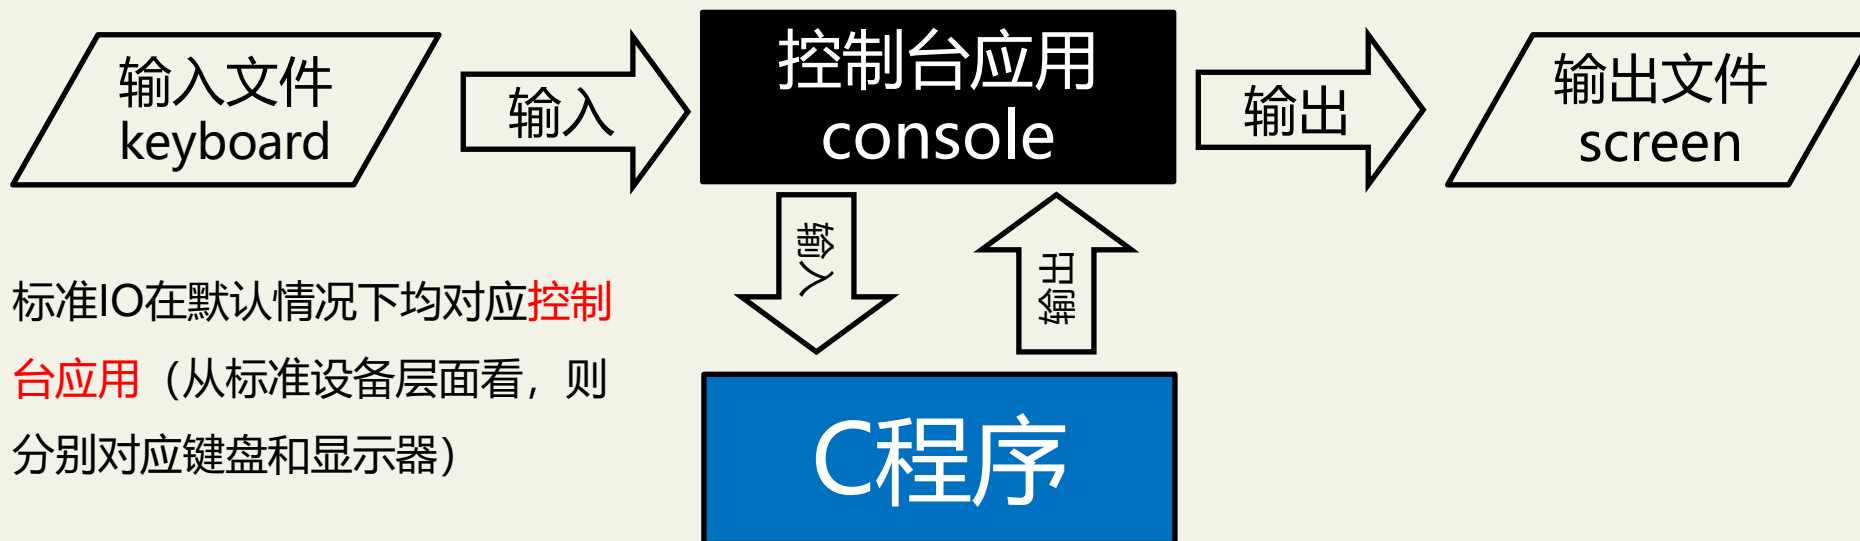 输入文件
keyboard
输入
控制台应用
console
输出
输出文件
screen
输入
输出
标准IO在默认情况下均对应控制
台应用（从标准设备层面看，则
分别对应键盘和显示器）
C程序